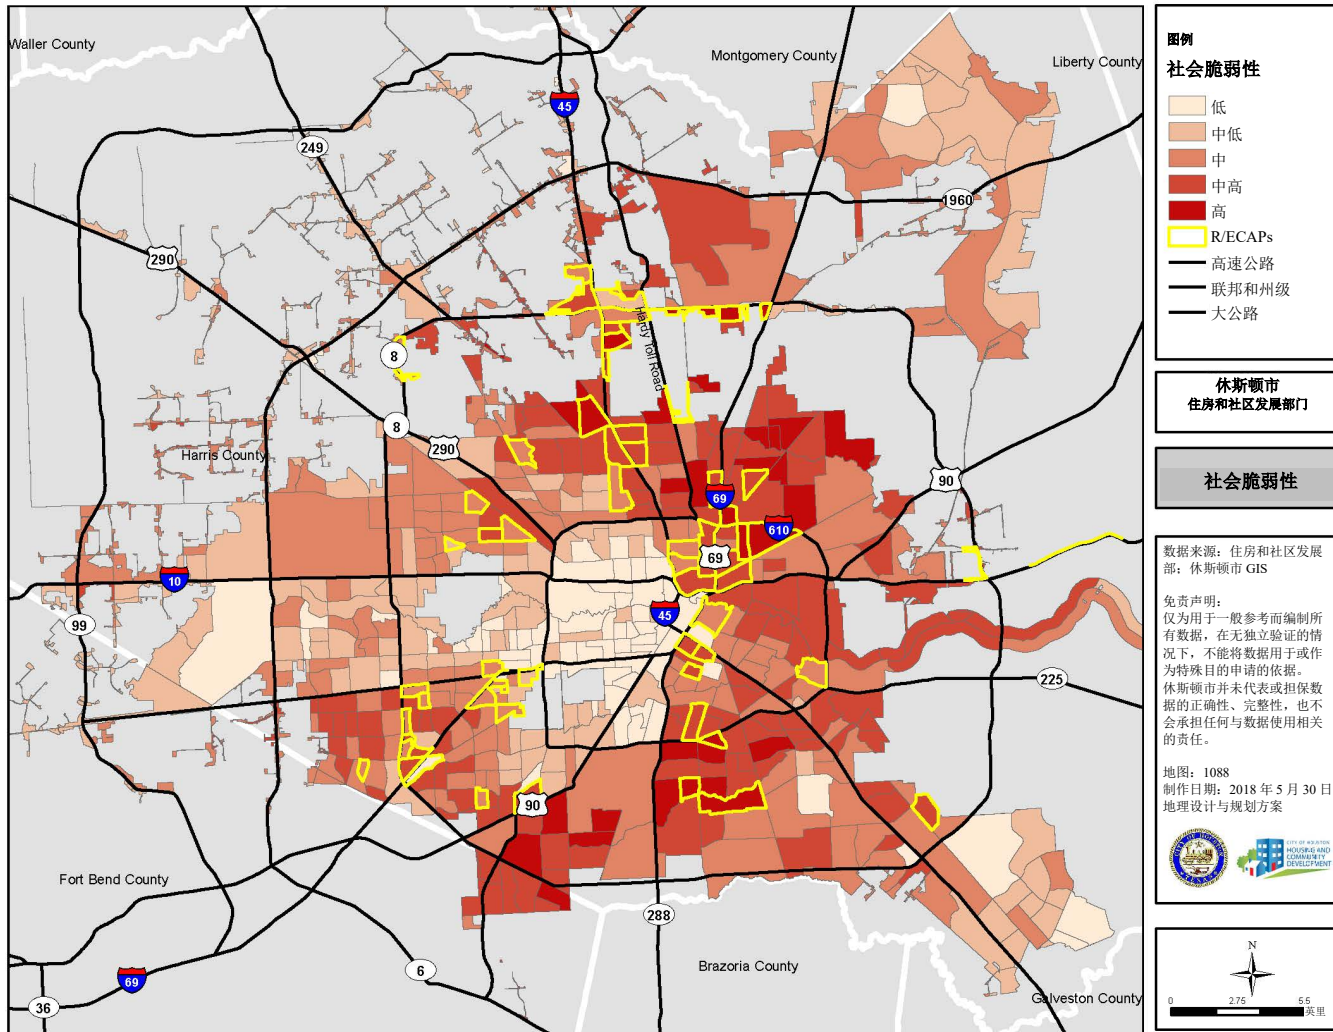 Waller County
Montgomery County
Liberty County
45
249
1960
290
Hardy Toll Road
8
8
290
Harris County
90
69
610
69
10
45
99
225
90
Fort Bend County
288
6
Brazoria County
69
36
Galveston County
图例
社会脆弱性
低
中低
中
中高
高
R/ECAPs
高速公路
联邦和州级
大公路
休斯顿市
住房和社区发展部门
社会脆弱性
数据来源：住房和社区发展
部；休斯顿市 GIS
免责声明：
仅为用于一般参考而编制所
有数据，在无独立验证的情
况下，不能将数据用于或作
为特殊目的申请的依据。
休斯顿市并未代表或担保数
据的正确性、完整性，也不
会承担任何与数据使用相关
的责任。
地图：1088
制作日期：2018 年 5 月 30 日
地理设计与规划方案
CITY OF HOUSTON
TEXAS
CITY OF HOUSTON
HOUSING AND
COMMUNITY
DEVELOPMENT
N
0 2.75 5.5
英里